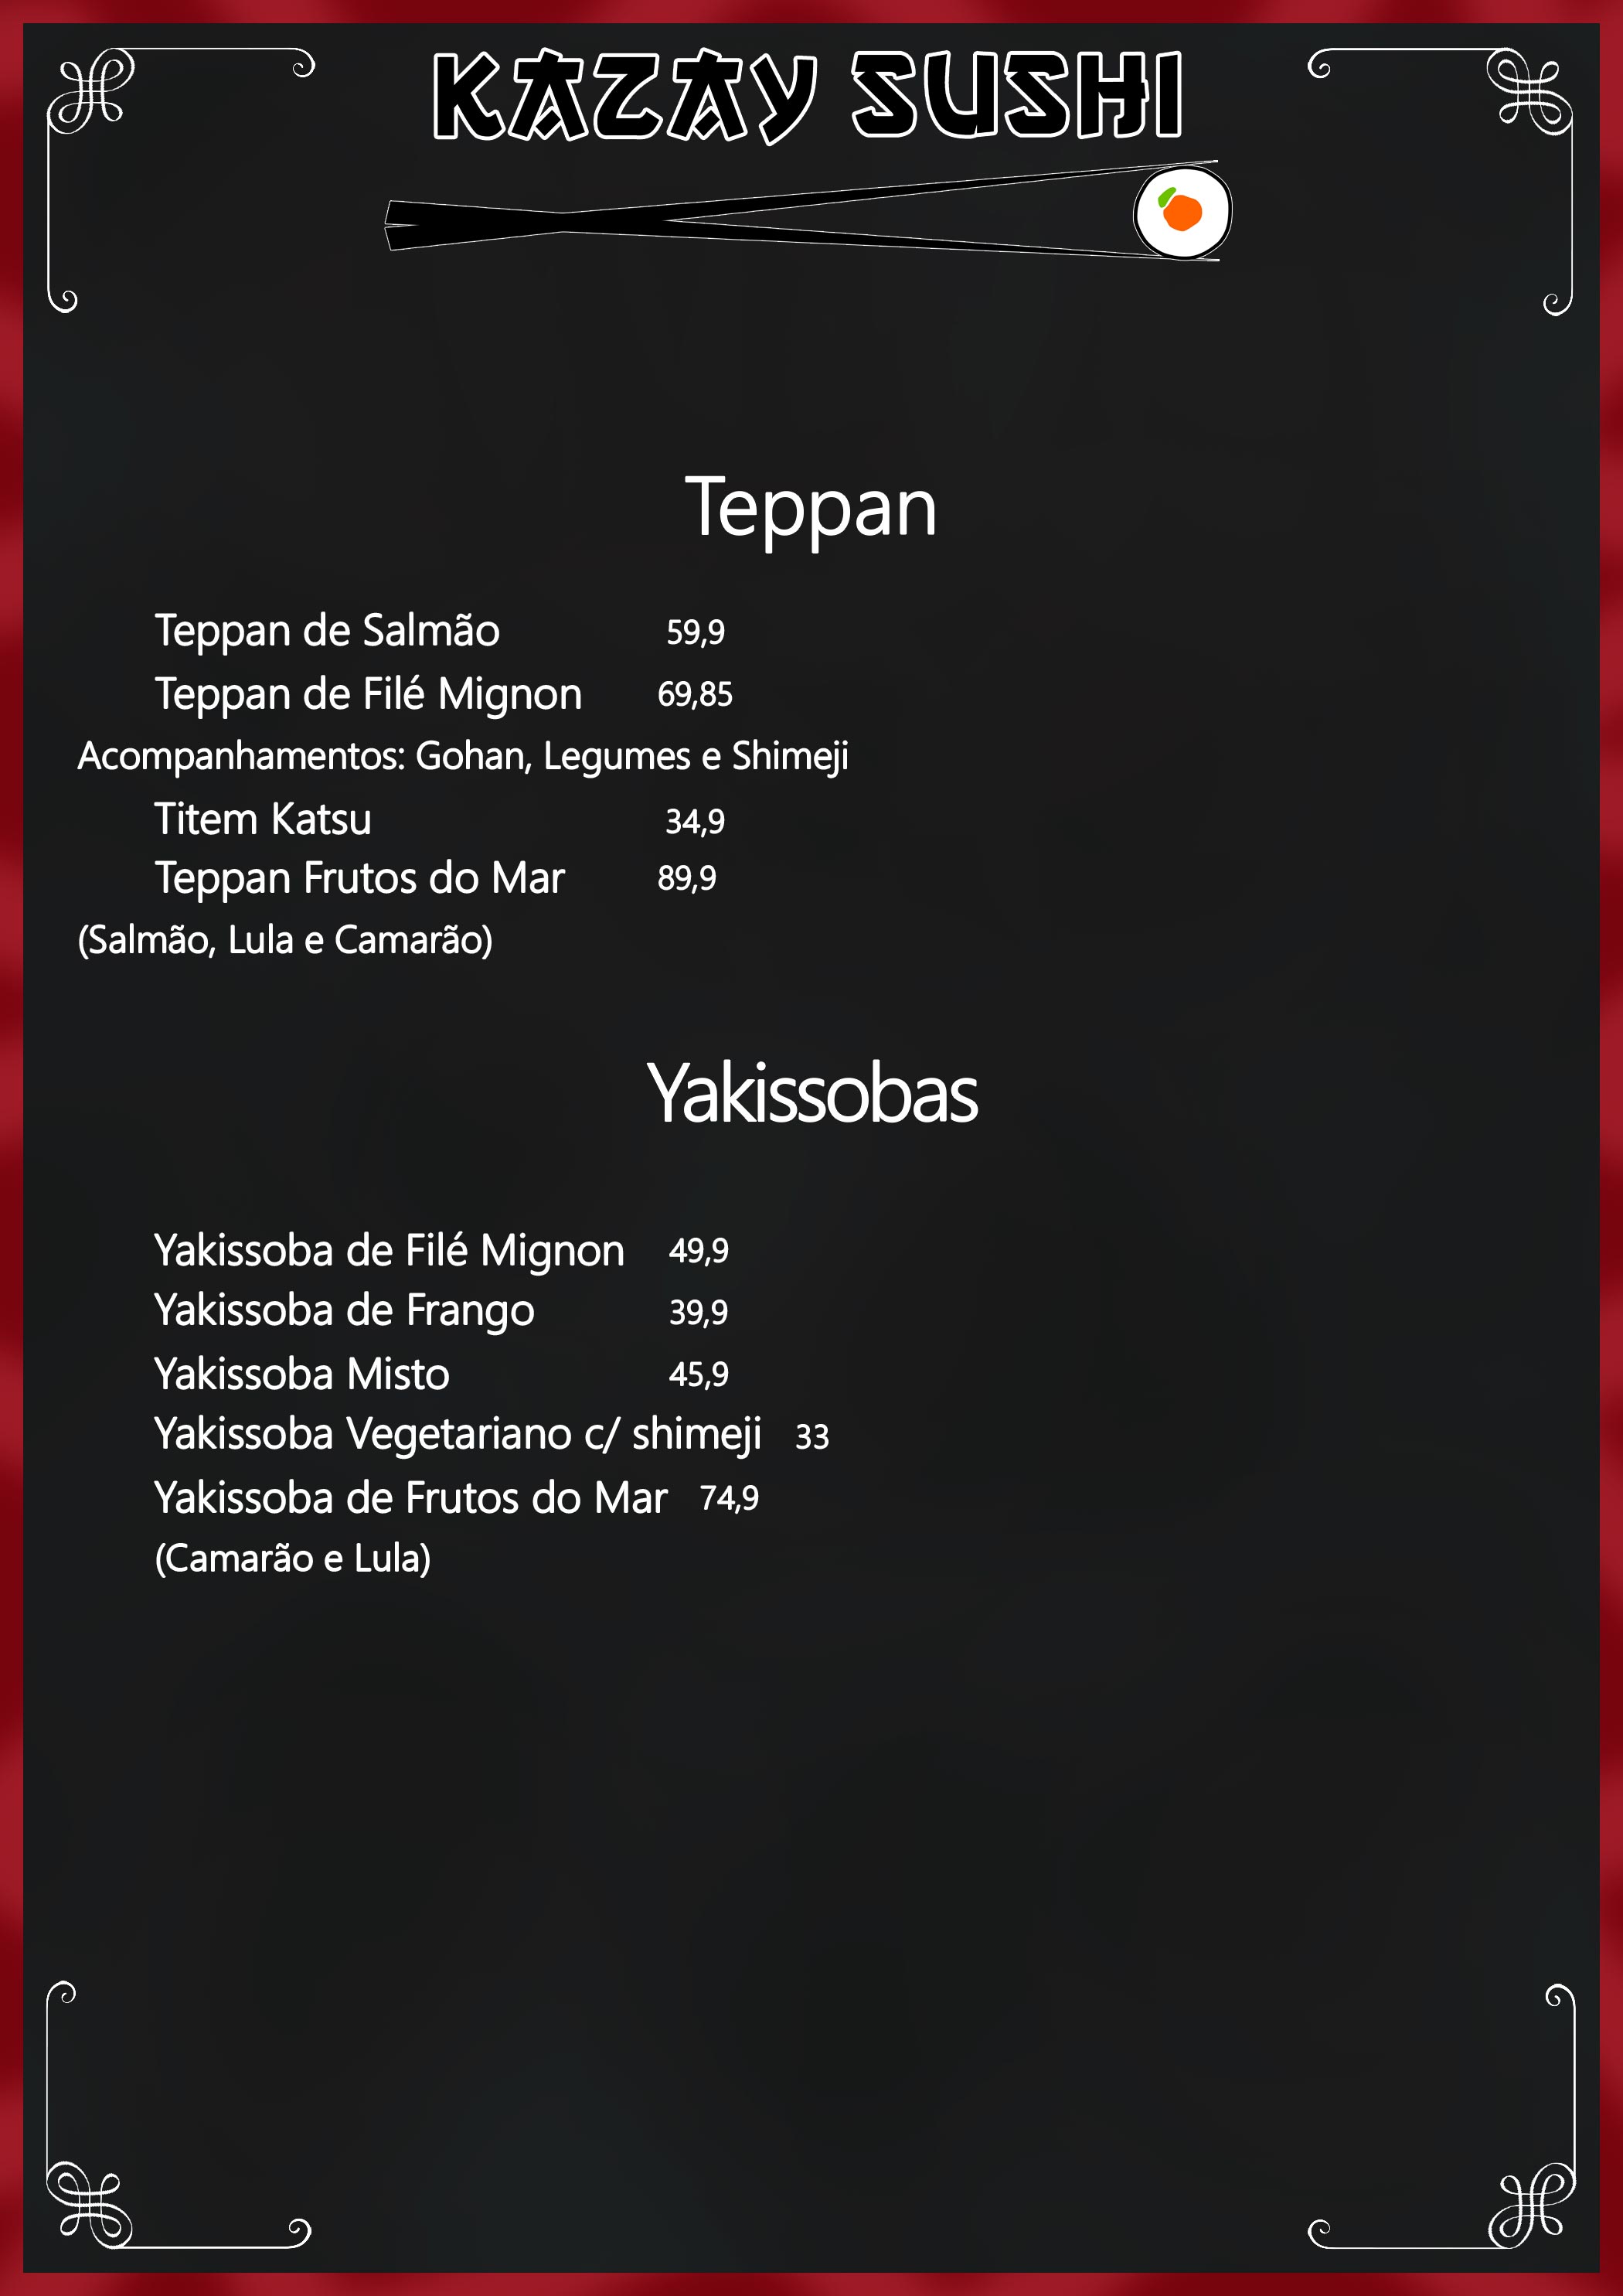 KAZAY SUSHI
Teppan
Teppan de Salmão 59,9
Teppan de Filé Mignon 69,85
Acompanhamentos: Gohan, Legumes e Shimeji
Titem Katsu 34,9
Teppan Frutos do Mar 89,9
(Salmão, Lula e Camarão)
Yakissobas
Yakissoba de Filé Mignon 49,9
Yakissoba de Frango 39,9
Yakissoba Misto 45,9
Yakissoba Vegetariano c/ shimeji 33
Yakissoba de Frutos do Mar 74,9
(Camarão e Lula)